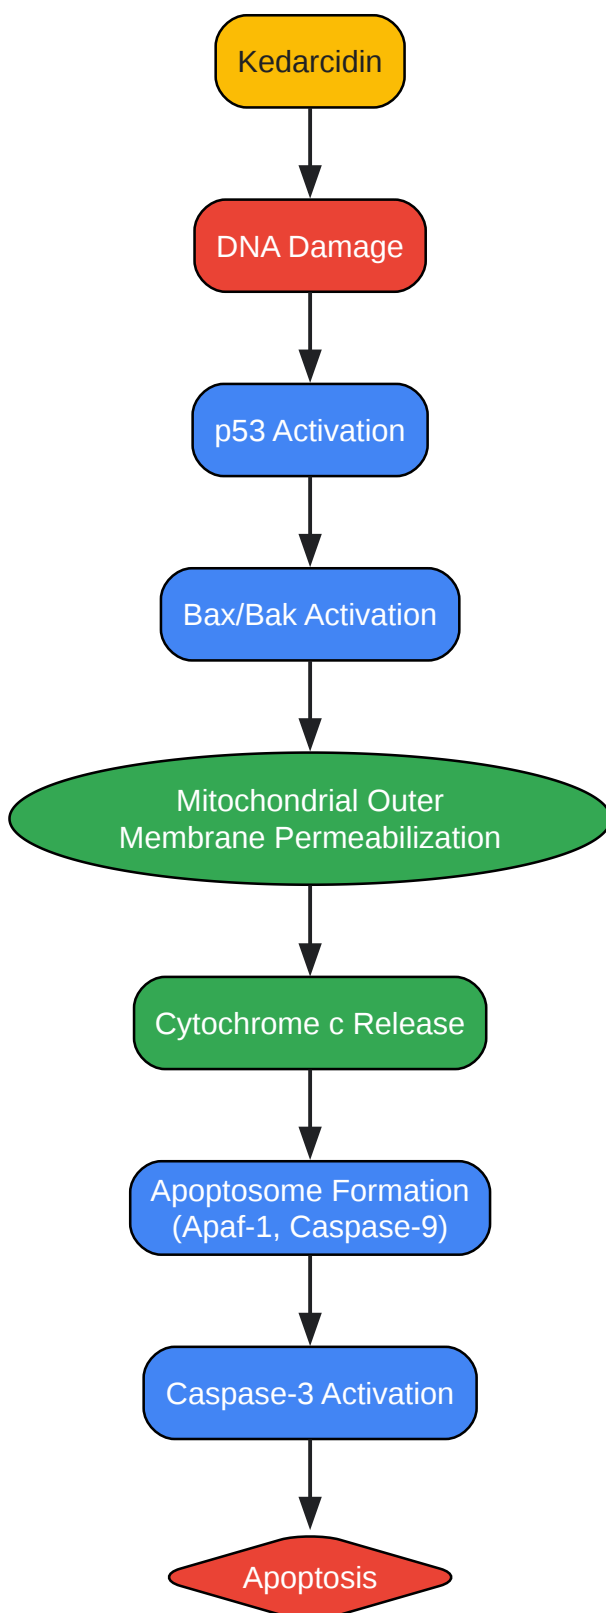 Kedarcidin
DNA Damage
p53 Activation
Bax/Bak Activation
Mitochondrial Outer
Membrane Permeabilization
Cytochrome c Release
Apoptosome Formation
(Apaf-1, Caspase-9)
Caspase-3 Activation
Apoptosis